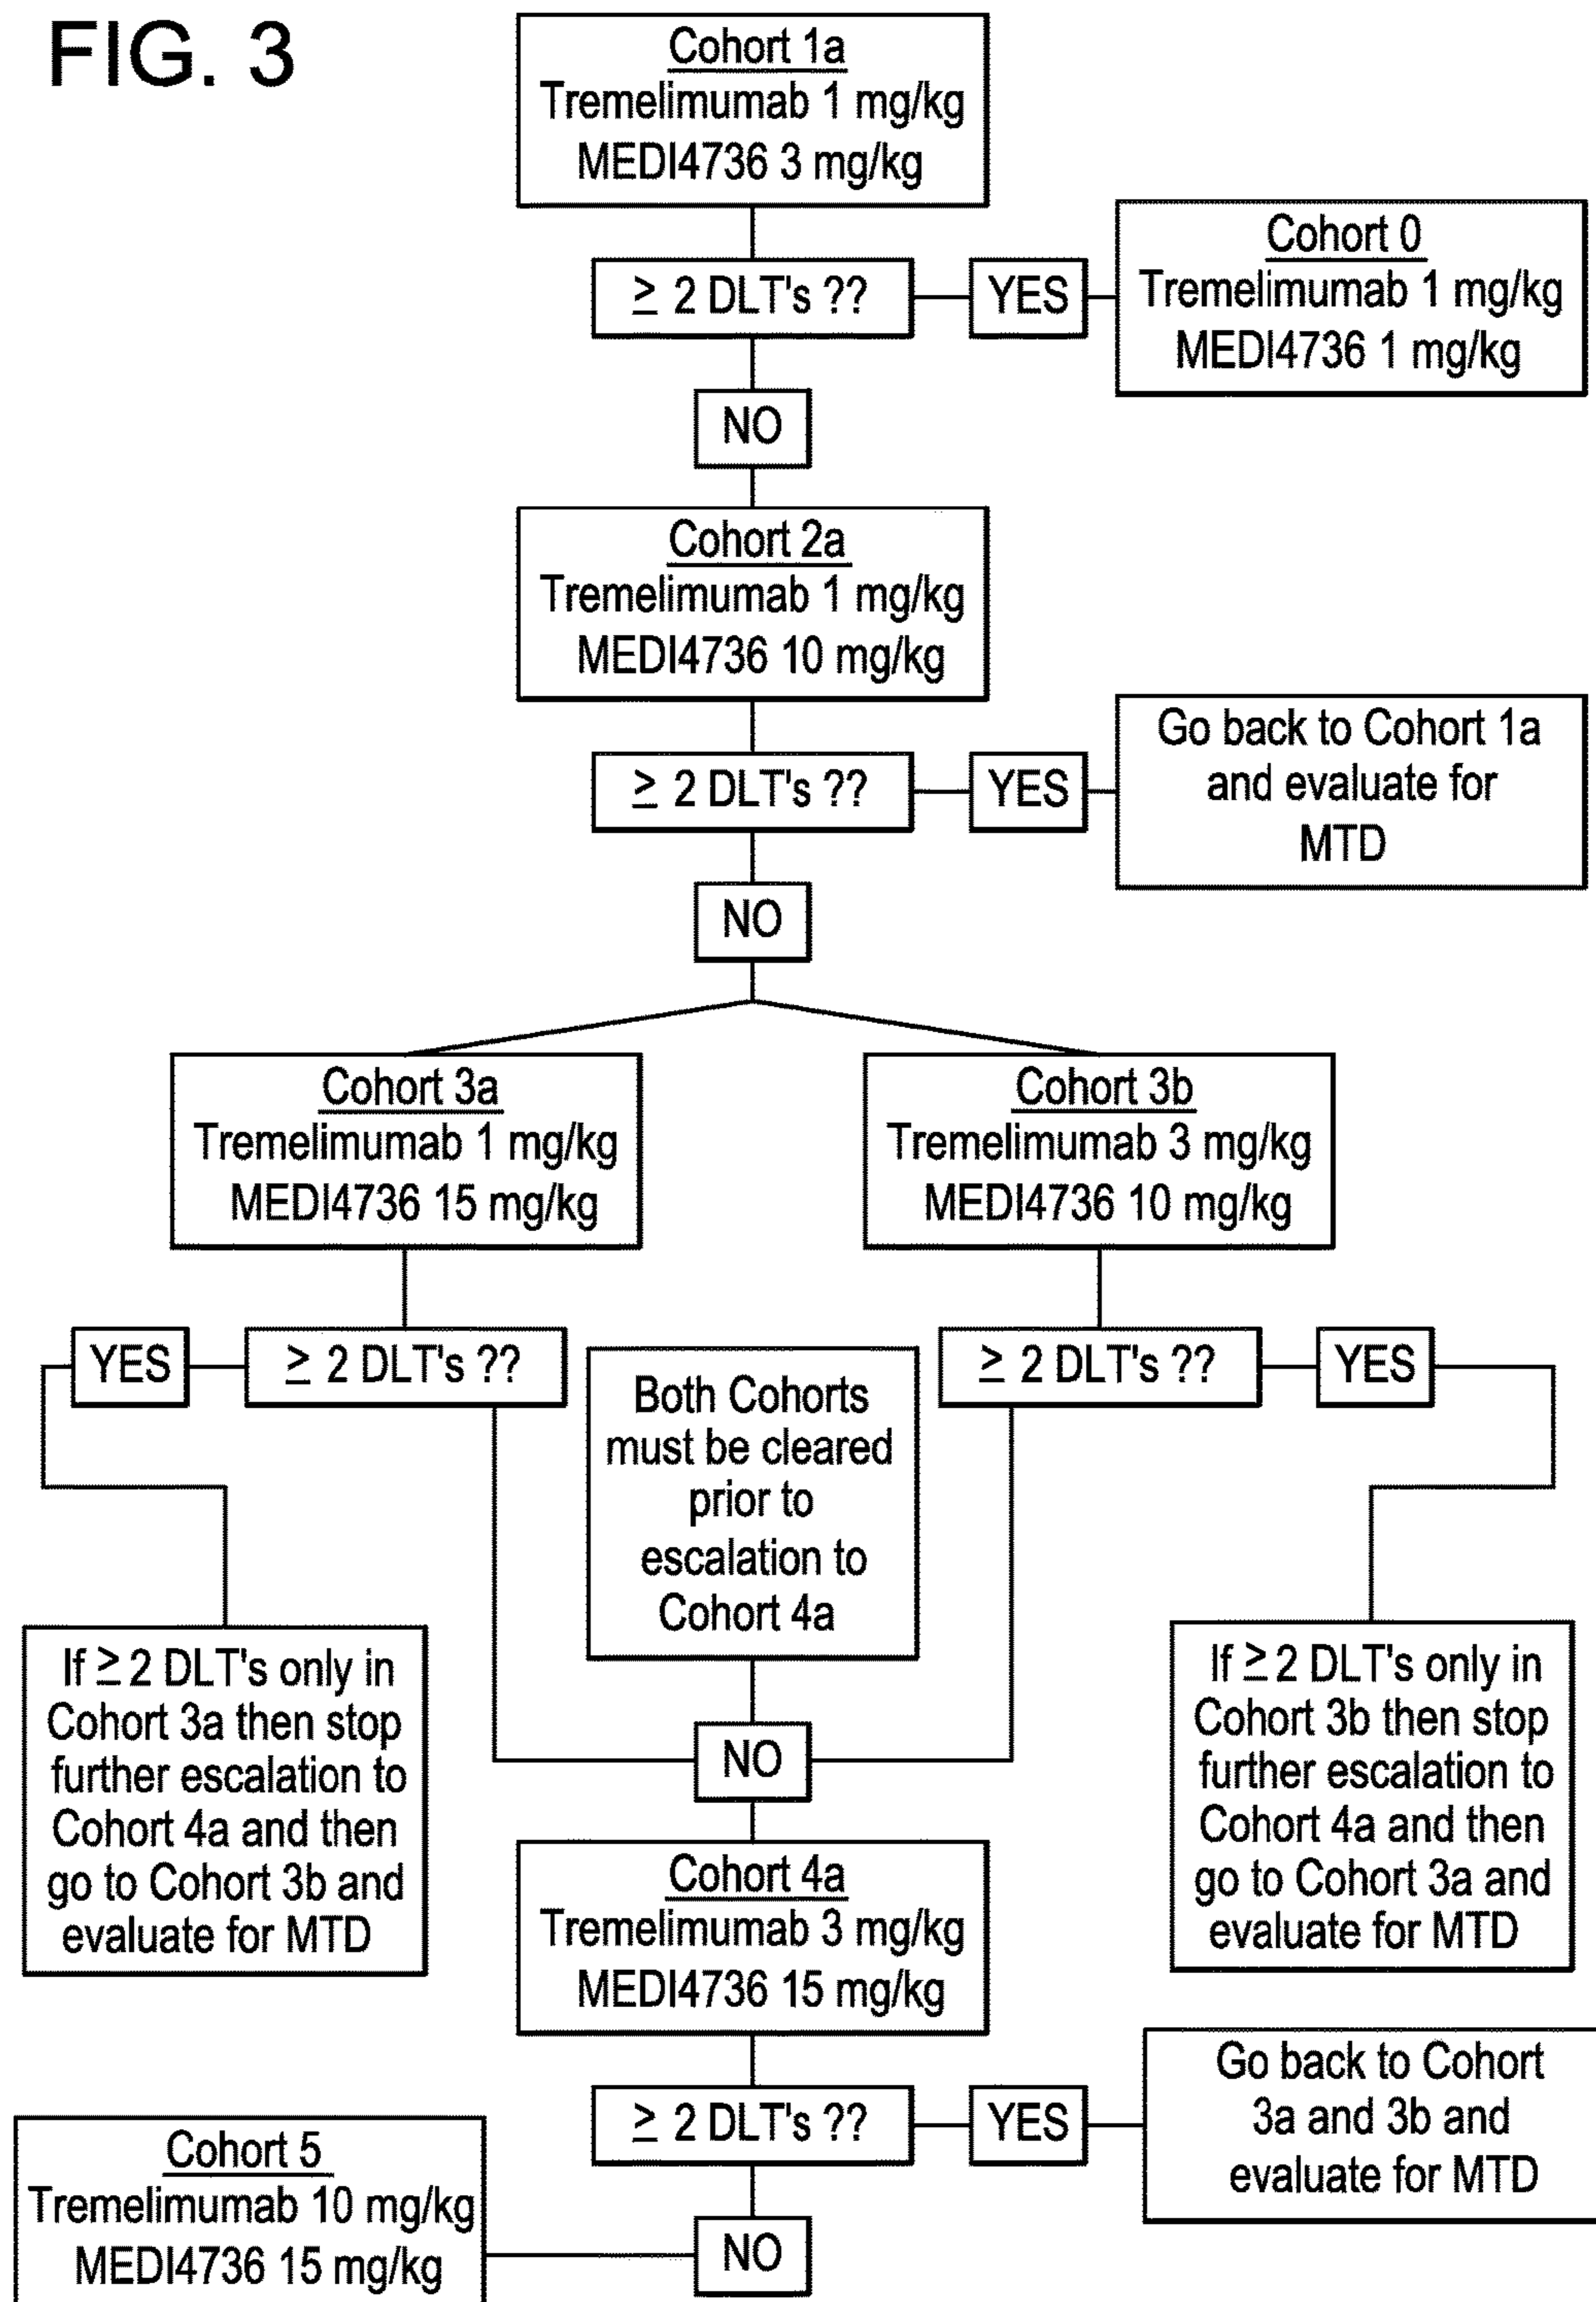 FIG. 3
Cohort 1a
Tremelimumab 1 mg/kg
MEDI4736 3 mg/kg
≥ 2 DLT's ??
YES
Cohort 0
Tremelimumab 1 mg/kg
MEDI4736 1 mg/kg
NO
Cohort 2a
Tremelimumab 1 mg/kg
MEDI4736 10 mg/kg
≥ 2 DLT's ??
YES
Go back to Cohort 1a
and evaluate for
MTD
NO
Cohort 3a
Tremelimumab 1 mg/kg
MEDI4736 15 mg/kg
Cohort 3b
Tremelimumab 3 mg/kg
MEDI4736 10 mg/kg
YES
≥ 2 DLT's ??
Both Cohorts
must be cleared
prior to
escalation to
Cohort 4a
≥ 2 DLT's ??
YES
If ≥ 2 DLT's only in
Cohort 3a then stop
further escalation to
Cohort 4a and then
go to Cohort 3b and
evaluate for MTD
NO
If ≥ 2 DLT's only in
Cohort 3b then stop
further escalation to
Cohort 4a and then
go to Cohort 3a and
evaluate for MTD
Cohort 4a
Tremelimumab 3 mg/kg
MEDI4736 15 mg/kg
≥ 2 DLT's ??
YES
Go back to Cohort
3a and 3b and
evaluate for MTD
NO
Cohort 5
Tremelimumab 10 mg/kg
MEDI4736 15 mg/kg